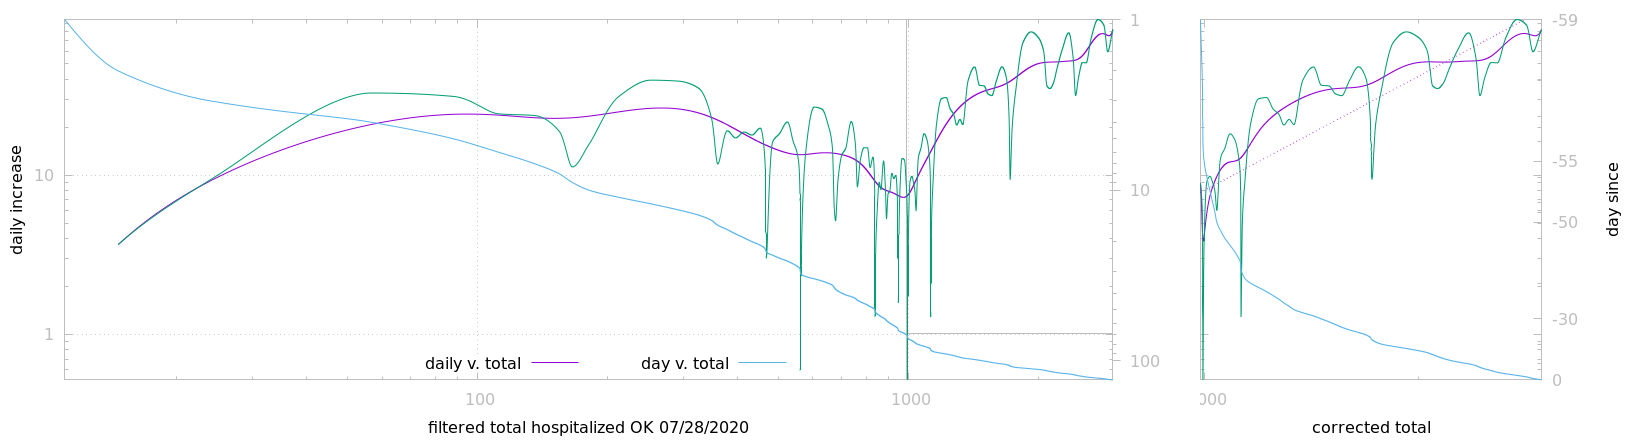 daily increase
10
1
daily v. total
day v. total
100
1000
filtered total hospitalized OK 07/28/2020
1
10
100
000
corrected total
-59
-55
-50
-30
0
day since